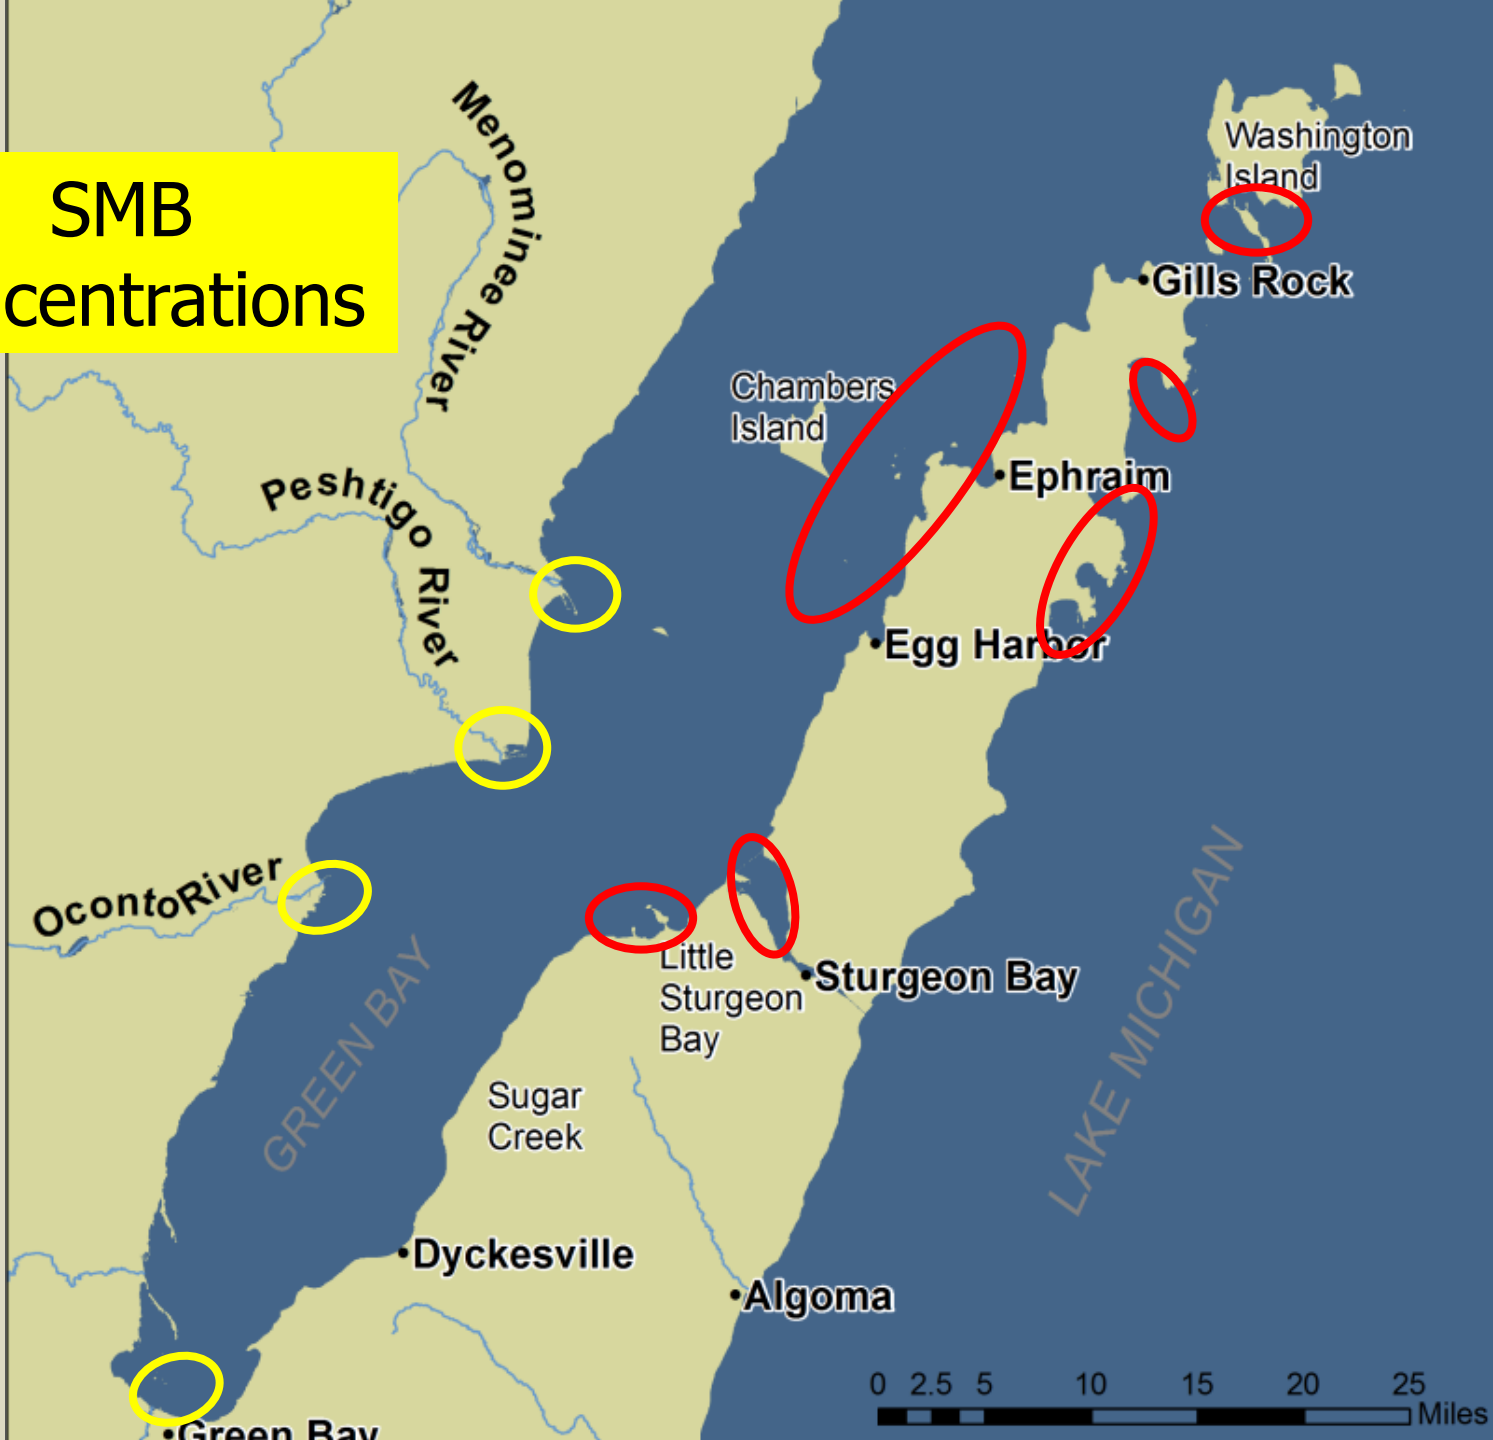 SMB
centrations
Menominee River
Washington
Island
Gills Rock
Chambers
Island
Ephraim
Peshtigo River
Egg Harbor
Oconto River
Little
Sturgeon
Bay
Sturgeon Bay
GREEN BAY
LAKE MICHIGAN
Sugar
Creek
Dyckesville
Algoma
0 2.5 5 10 15 20 25
Miles
Green Bay